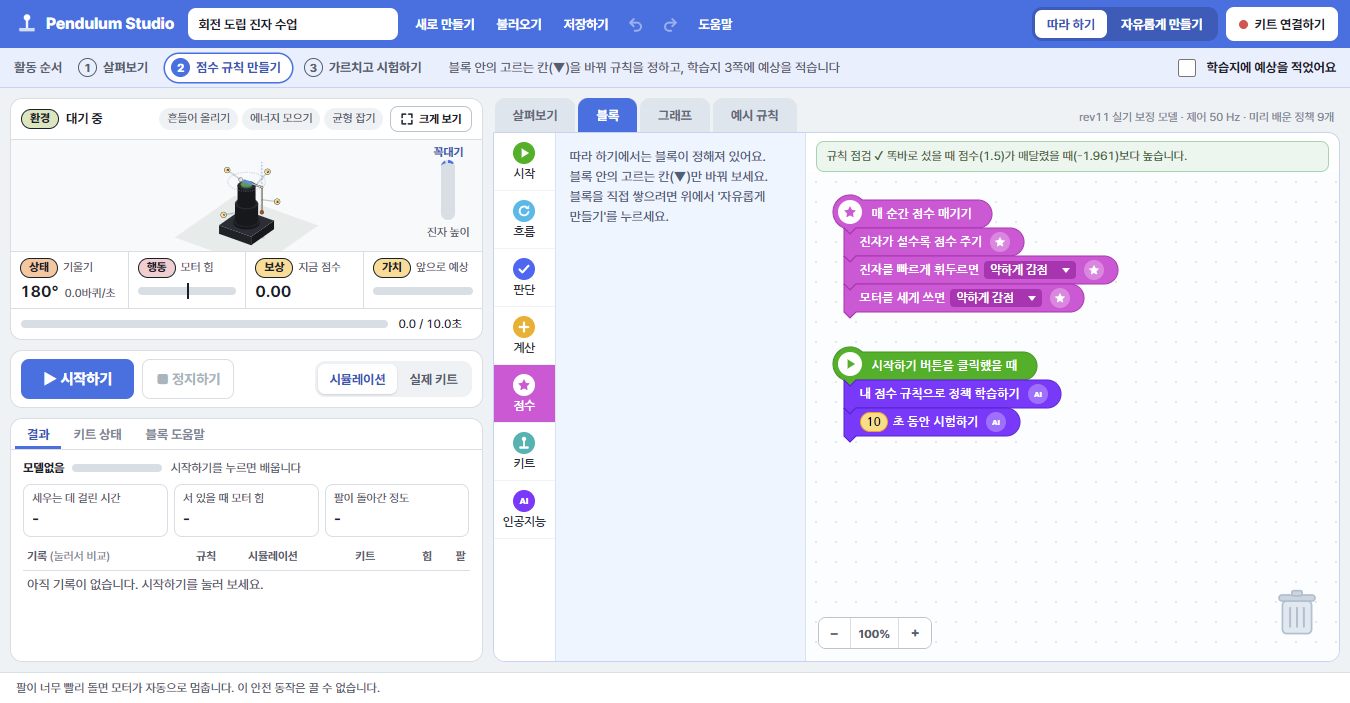 Pendulum Studio
회전 도립 진자 수업
새로 만들기
불러오기
저장하기
도움말
따라 하기
자유롭게 만들기
키트 연결하기
활동 순서
1 살펴보기
2 점수 규칙 만들기
3 가르치고 시험하기
블록 안의 고르는 칸(▼)을 바꿔 규칙을 정하고, 학습지 3쪽에 예상을 적습니다
학습지에 예상을 적었어요
환경 대기 중
흔들어 올리기
에너지 모으기
균형 잡기
크게 보기
꼭대기
진자 높이
상태 기울기
180° 0.0바퀴/초
행동 모터 힘
보상 지금 점수
0.00
가치 앞으로 예상
0.0 / 10.0초
▶ 시작하기
정지하기
시뮬레이션
실제 키트
결과
키트 상태
블록 도움말
모델없음
시작하기를 누르면 배웁니다
세우는 데 걸린 시간
-
서 있을 때 모터 힘
-
팔이 돌아간 정도
-
기록 (눌러서 비교)
규칙
시뮬레이션
키트
힘
팔
아직 기록이 없습니다. 시작하기를 눌러 보세요.
살펴보기
블록
그래프
예시 규칙
rev11 실기 보정 모델 · 제어 50 Hz · 미리 배운 정책 9개
시작
흐름
판단
계산
점수
키트
AI
인공지능
따라 하기에서는 블록이 정해져 있어요.
블록 안의 고르는 칸(▼)만 바꿔 보세요.
블록을 직접 쌓으려면 위에서 '자유롭게
만들기'를 누르세요.
규칙 점검 ✓ 똑바로 섰을 때 점수(1.5)가 매달렸을 때(-1.961)보다 높습니다.
매 순간 점수 매기기
진자가 설수록 점수 주기
진자를 빠르게 휘두르면 약하게 감점 ▼
모터를 세게 쓰면 약하게 감점 ▼
시작하기 버튼을 클릭했을 때
내 점수 규칙으로 정책 학습하기 AI
10 초 동안 시험하기 AI
− 100% +
팔이 너무 빨리 돌면 모터가 자동으로 멈춥니다. 이 안전 동작은 끌 수 없습니다.